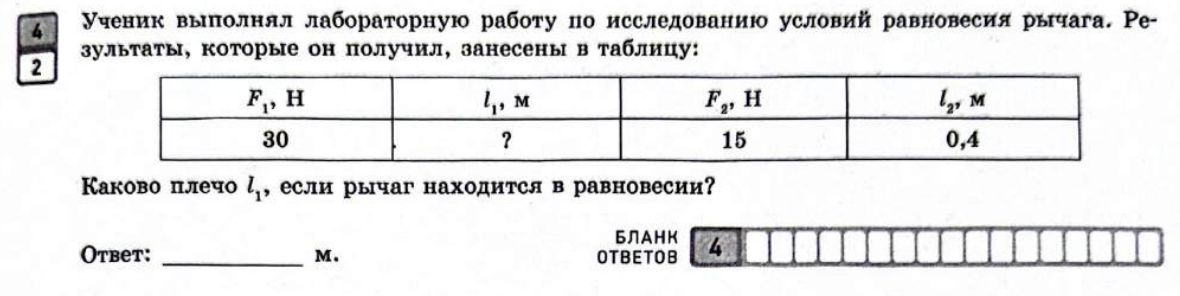 4
2
Ученик выполнял лабораторную работу по исследованию условий равновесия рычага. Ре-
зультаты, которые он получил, занесены в таблицу:
F₁, Н l₁, м F₂, Н l₂, м
30 ? 15 0,4
Каково плечо l₁, если рычаг находится в равновесии?
Ответ: ____________ м.
БЛАНК
ОТВЕТОВ 4